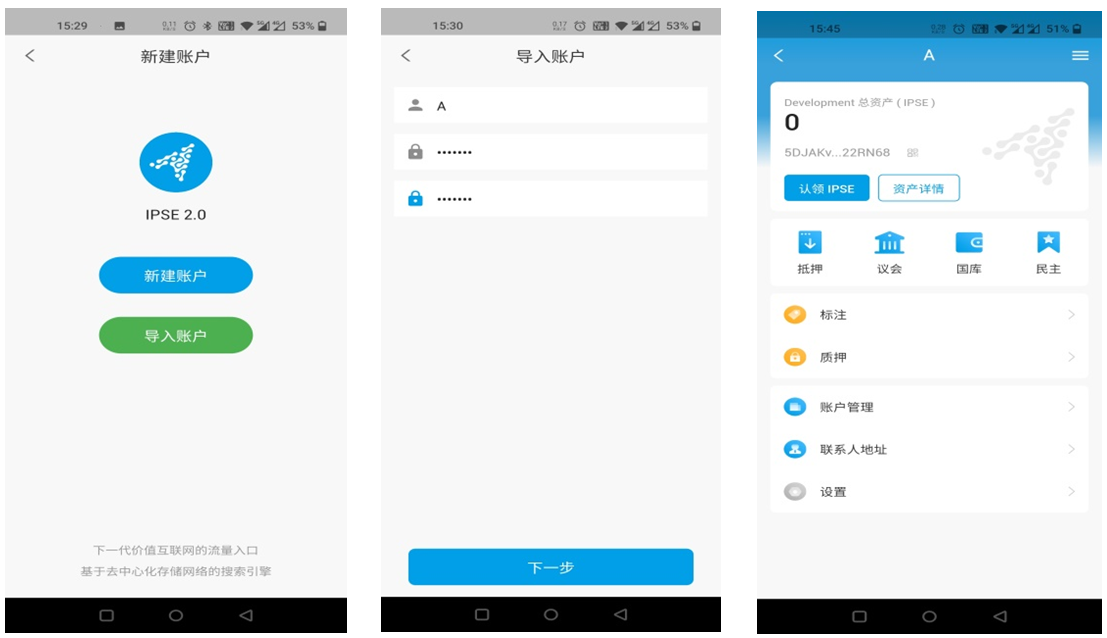 15:29
53%
新建账户
IPSE 2.0
新建账户
导入账户
下一代价值互联网的流量入口
基于去中心化存储网络的搜索引擎
15:30
53%
导入账户
A
•••••••
•••••••
下一步
15:45
51%
A
Development 总资产 ( IPSE )
0
5DJAKv...22RN68
认领 IPSE
资产详情
抵押
议会
国库
民主
标注
质押
账户管理
联系人地址
设置